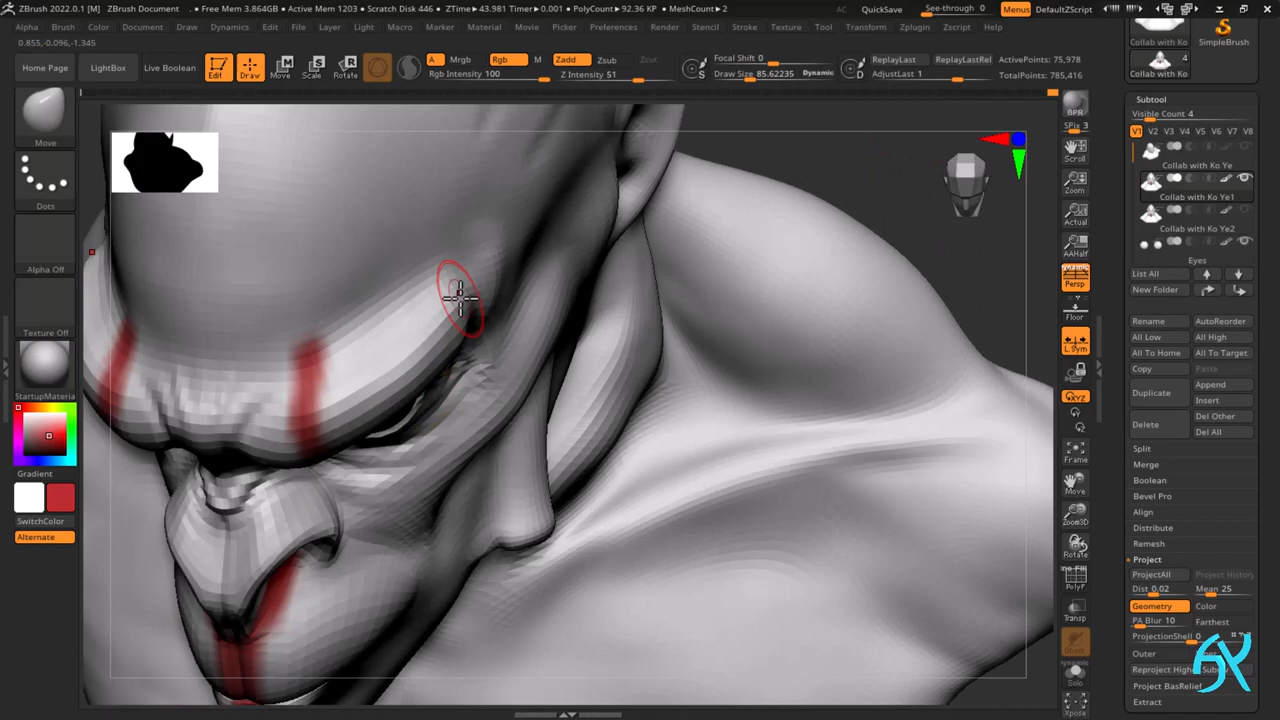 ZBrush 2022.0.1 [M] ZBrush Document • Free Mem 3.864GB • Active Mem 1203 • Scratch Disk 446 • ZTime▸43.981 Timer▸0.001 • PolyCount▸92.36 KP • MeshCount▸2 AC QuickSave See-through 0 Menus DefaultZScript
Alpha Brush Color Document Draw Dynamics Edit File Layer Light Macro Marker Material Movie Picker Preferences Render Stencil Stroke Texture Tool Transform Zplugin Zscript Help
0.855,-0.096,-1.345
Home Page LightBox Live Boolean Edit Draw Move Scale Rotate
A Mrgb Rgb M Zadd Zsub Zcut
Rgb Intensity 100 Z Intensity 51
Focal Shift 0
Draw Size 85.62235 Dynamic
S D
ReplayLast ReplayLastRel
AdjustLast 1
ActivePoints: 75,978
TotalPoints: 785,416
Move
Dots
Alpha Off
Texture Off
StartupMateria
Gradient
SwitchColor
Alternate
BPR
SPix 3
Scroll
Zoom
Actual
AAHalf
Persp
Floor
L.Sym
XYZ
Frame
Move
Zoom3D
Rotate
PolyF
Transp
Ghost
Dynamic
Solo
Xpose
Collab with Ko SimpleBrush
4
Collab with Ko
Subtool
Visible Count 4
V1 V2 V3 V4 V5 V6 V7 V8
Collab with Ko Ye
Collab with Ko Ye1
Collab with Ko Ye2
Eyes
List All
New Folder
Rename AutoReorder
All Low All High
All To Home All To Target
Copy Paste
Duplicate Append
Insert
Delete Del Other
Del All
Split
Merge
Boolean
Bevel Pro
Align
Distribute
Remesh
Project
ProjectAll Project History
Dist 0.02 Mean 25
Geometry Color
PA Blur 10 Farthest
ProjectionShell 0
Outer
Reproject Higher
Project BasRelief
Extract